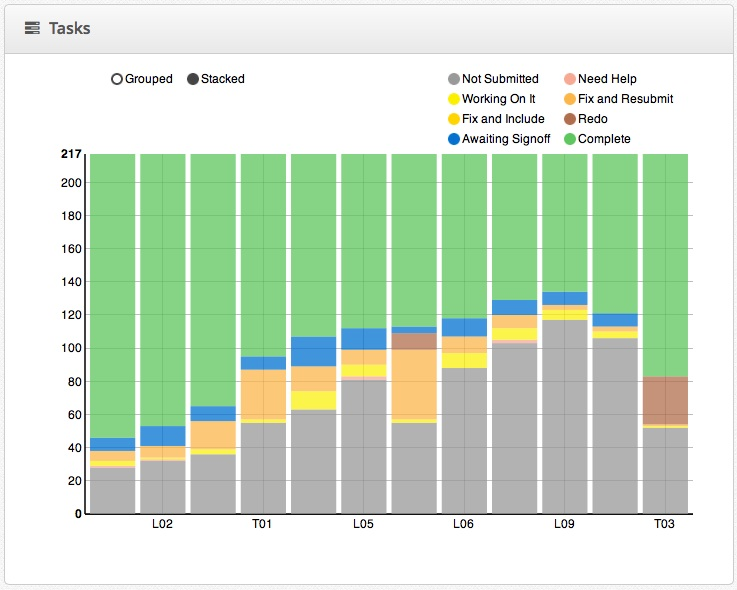 Tasks
Grouped Stacked
Not Submitted Need Help
Working On It Fix and Resubmit
Fix and Include Redo
Awaiting Signoff Complete
217
200
180
160
140
120
100
80
60
40
20
0
L02 T01 L05 L06 L09 T03